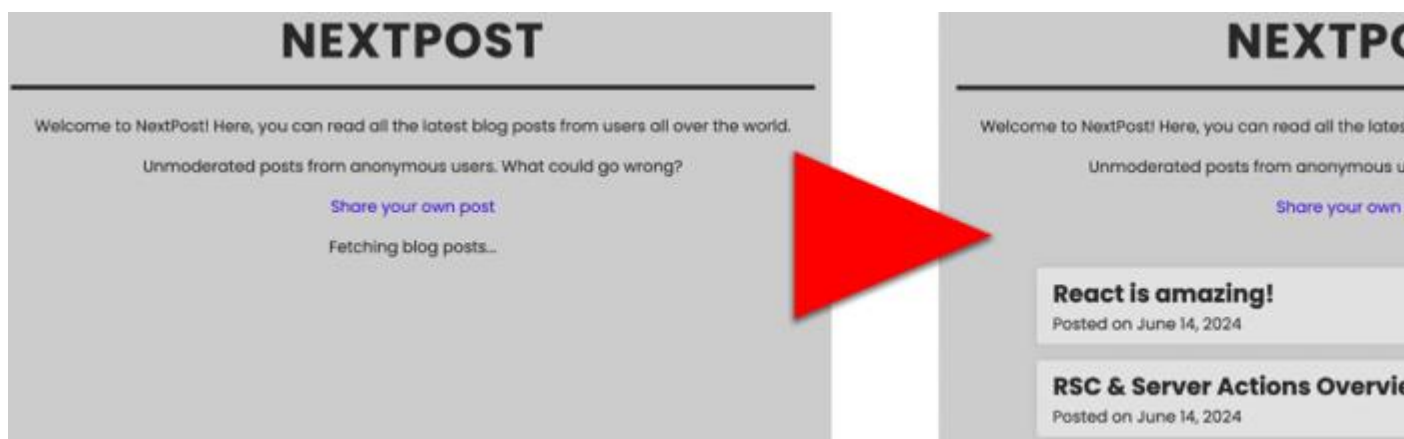 NEXTPOST
Welcome to NextPost! Here, you can read all the latest blog posts from users all over the world.
Unmoderated posts from anonymous users. What could go wrong?
Share your own post
Fetching blog posts...
NEXTPO
Welcome to NextPost! Here, you can read all the lates
Unmoderated posts from anonymous u
Share your own
React is amazing!
Posted on June 14, 2024
RSC & Server Actions Overvie
Posted on June 14, 2024